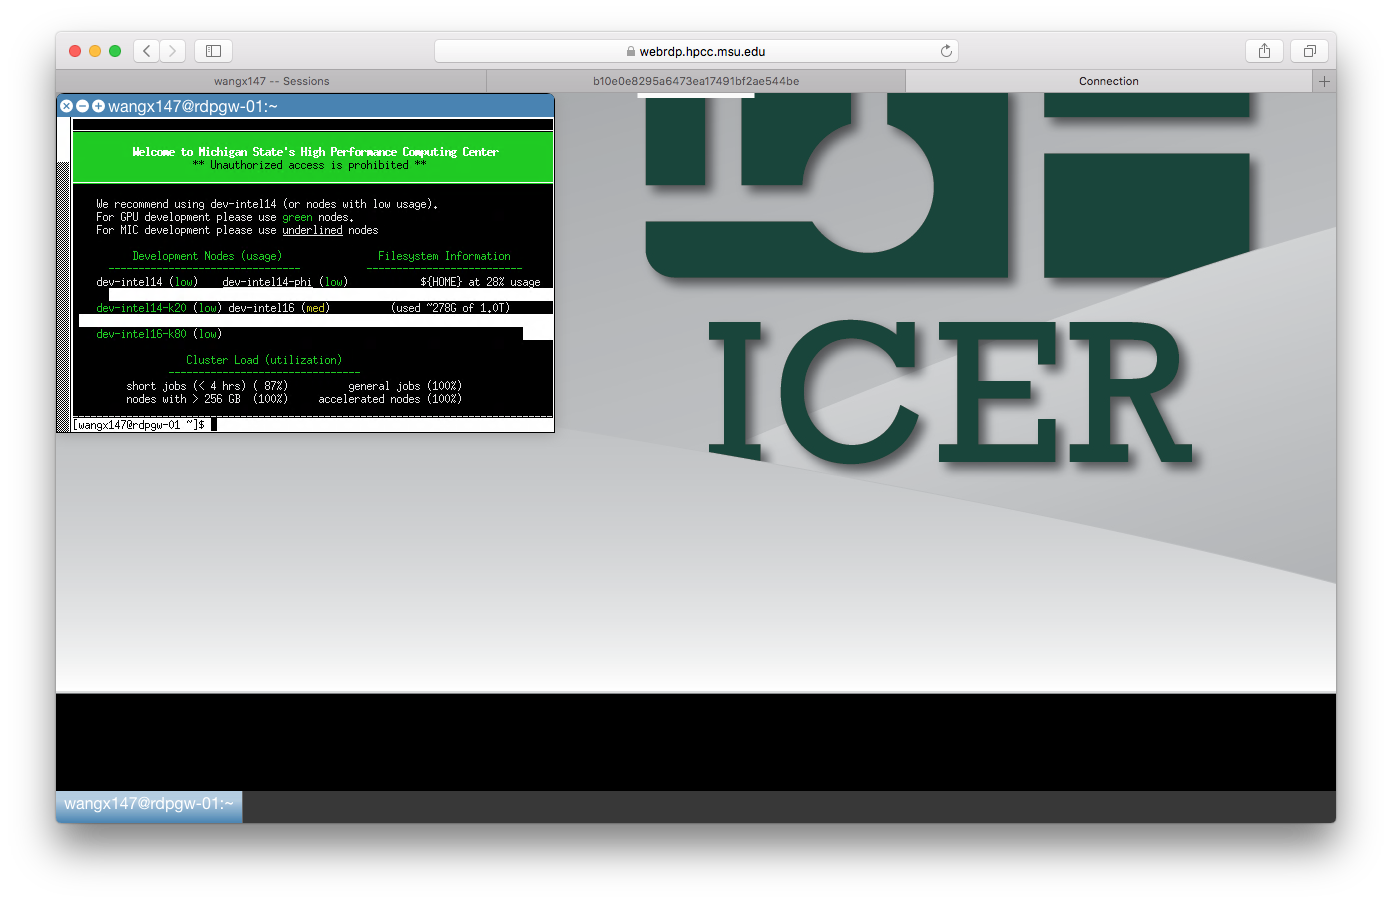 webrdp.hpcc.msu.edu
wangx147 -- Sessions
b10e0e8295a6473ea17491bf2ae544be
Connection
wangx147@rdpgw-01:~
Welcome to Michigan State's High Performance Computing Center
** Unauthorized access is prohibited **
We recommend using dev-intel14 (or nodes with low usage).
For GPU development please use green nodes.
For MIC development please use underlined nodes
Development Nodes (usage) Filesystem Information
-------------------------------- --------------------------
dev-intel14 (low) dev-intel14-phi (low) ${HOME} at 28% usage
dev-intel14-k20 (low) dev-intel16 (med) (used ~278G of 1.0T)
dev-intel16-k80 (low)
Cluster Load (utilization)
--------------------------------
short jobs (< 4 hrs) ( 87%) general jobs (100%)
nodes with > 256 GB (100%) accelerated nodes (100%)
[wangx147@rdpgw-01 ~]$
ICER
wangx147@rdpgw-01:~